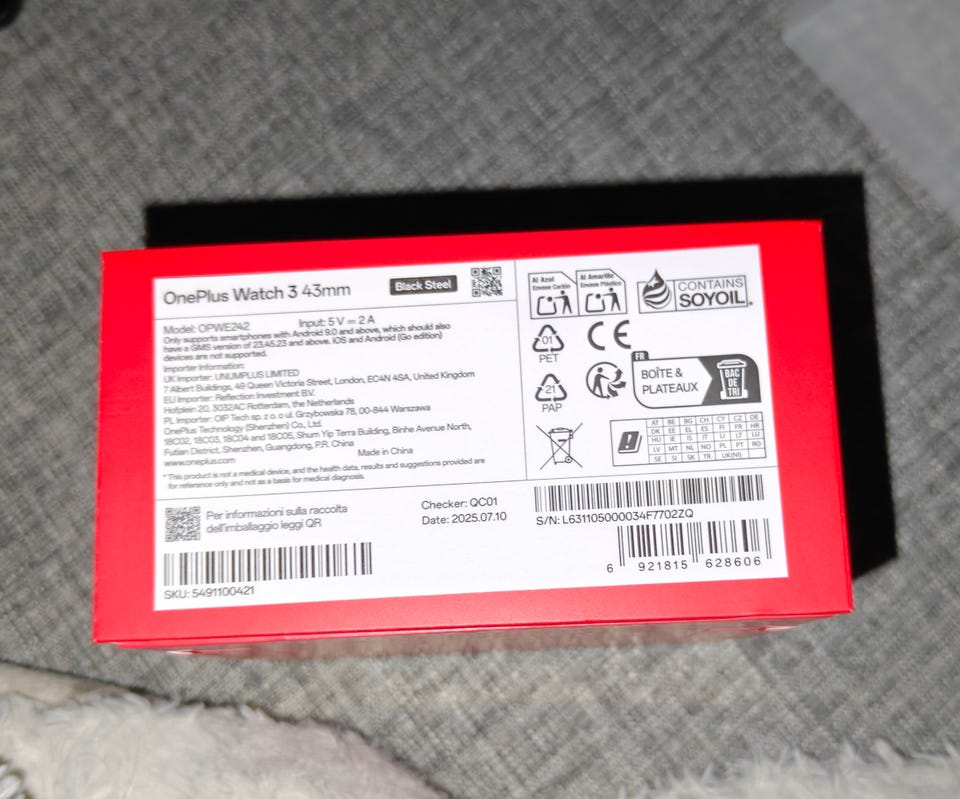 OnePlus Watch 3 43mm
Black Steel
Model: OPWE242 Input: 5 V ⎓ 2 A
Only supports smartphones with Android 9.0 and above, which should also
have a GMS version of 23.45.23 and above. iOS and Android (Go edition)
devices are not supported.
Importer Information:
UK Importer: UNUMPLUS LIMITED
7 Albert Buildings, 49 Queen Victoria Street, London, EC4N 4SA, United Kingdom
EU Importer: Reflection Investment B.V.
Hofplein 20, 3032AC Rotterdam, the Netherlands
PL Importer: OIP Tech sp. z o. o ul. Grzybowska 78, 00-844 Warszawa
OnePlus Technology (Shenzhen) Co., Ltd.
18C02, 18C03, 18C04 and 18C05, Shum Yip Terra Building, Binhe Avenue North,
Futian District, Shenzhen, Guangdong, P.R. China
www.oneplus.com Made in China
* This product is not a medical device, and the health data, results and suggestions provided are
for reference only and not as a basis for medical diagnosis.
Per informazioni sulla raccolta
dell'imballaggio leggi QR
Checker: QC01
Date: 2025.07.10
SKU: 5491100421
Al Azul
Envase Cartón
Al Amarillo
Envase Plástico
CONTAINS
SOYOIL
01
PET
CE
21
PAP
FR
BOÎTE &
PLATEAUX
BAC
DE
TRI
AT BE BG CH CY CZ DE
DK EE EL ES FI FR HR
HU IE IS IT LI LT LU
LV MT NL NO PL PT RO
SE SI SK TR UK(NI)
S/N: L631105000034F7702ZQ
6 921815 628606